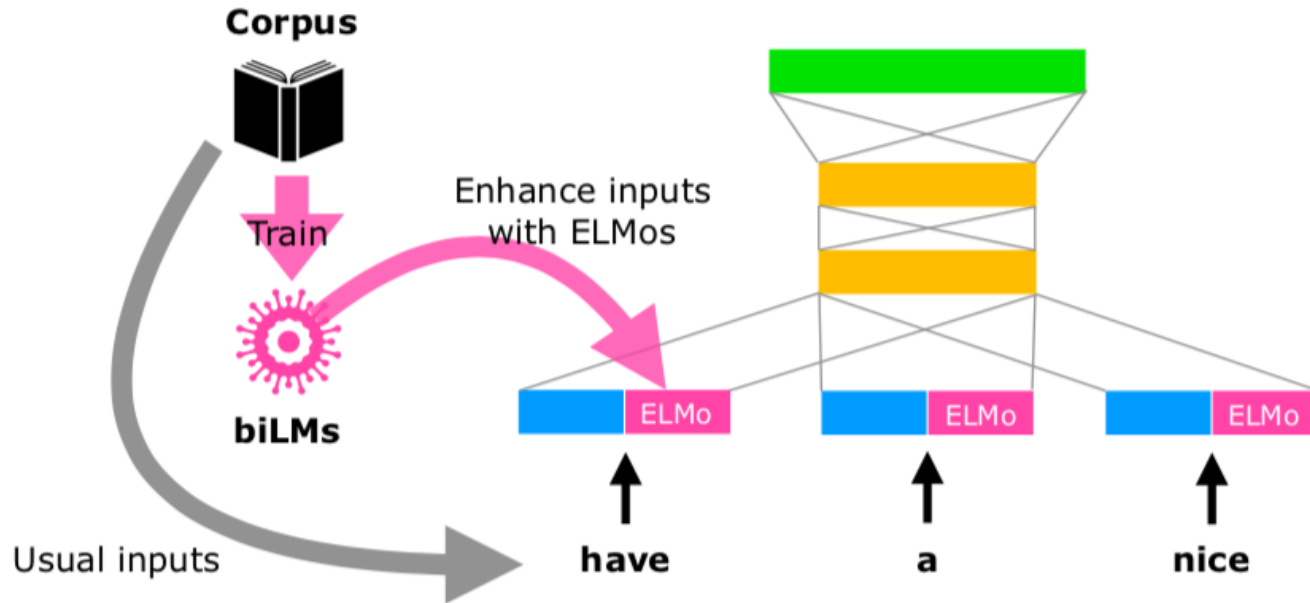 Corpus
Enhance inputs
with ELMos
Train
biLMs
ELMo
ELMo
ELMo
Usual inputs
have
a
nice